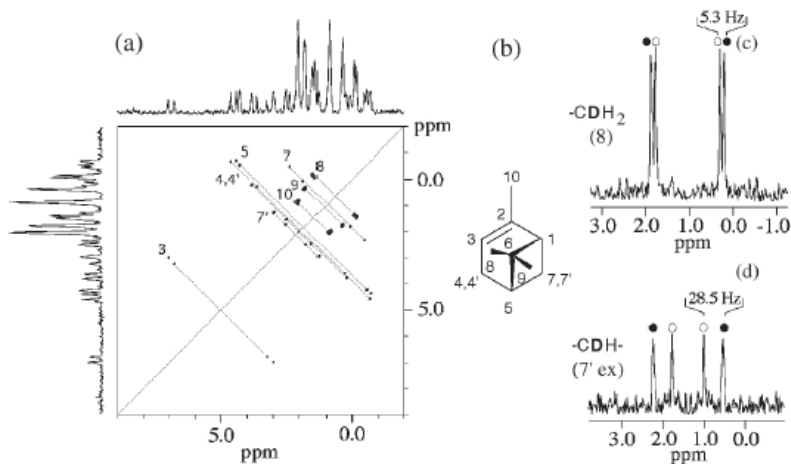 (a)
ppm
0.0
5.0
5
7
8
4,4'
9
10
7'
3
5.0
0.0
ppm
(b)
10
2
3
1
6
8
9
4,4'
7,7'
5
5.3 Hz
(c)
-CDH2
(8)
3.0 2.0 1.0 0.0 -1.0
ppm
(d)
28.5 Hz
-CDH-
(7' ex)
3.0 2.0 1.0 0.0
ppm